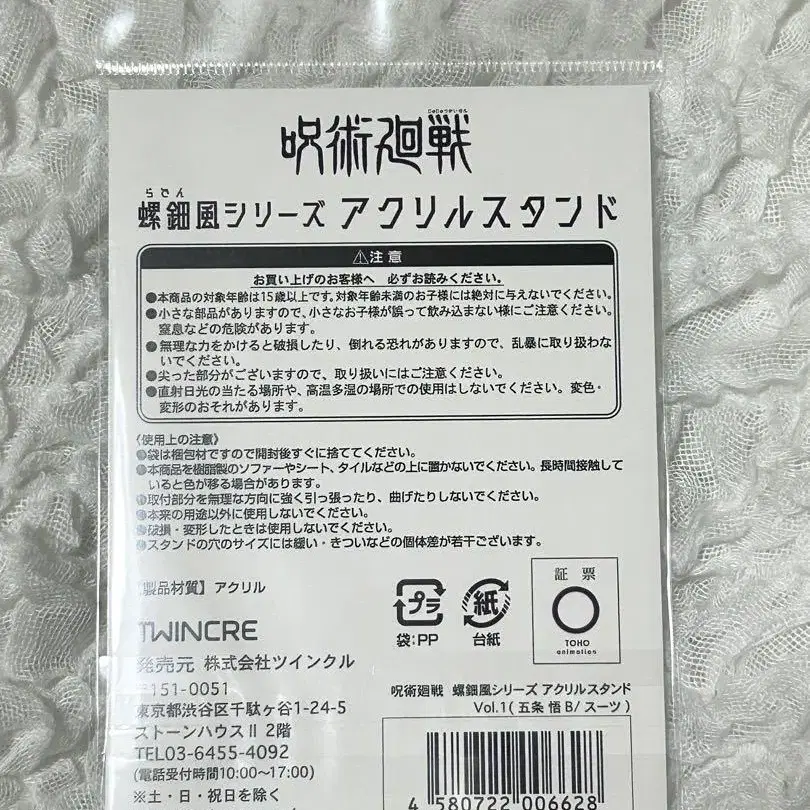 じゅじゅつかいせん
呪術廻戦
らでん
螺鈿風シリーズ アクリルスタンド
⚠注意
お買い上げのお客様へ 必ずお読みください。
●本商品の対象年齢は15歳以上です。対象年齢未満のお子様には絶対に与えないでください。
●小さな部品がありますので、小さなお子様が誤って飲み込まない様にご注意ください。
窒息などの危険があります。
●無理な力をかけると破損したり、倒れる恐れがありますので、乱暴に取り扱わな
いでください。
●尖った部分がございますので、取り扱いにはご注意ください。
●直射日光の当たる場所や、高温多湿の場所での使用はしないでください。変色・
変形のおそれがあります。
〈使用上の注意〉
●袋は梱包材ですので開封後すぐに捨ててください。
●本商品を樹脂製のソファーやシート、タイルなどの上に置かないでください。長時間接触して
いると色が移る場合があります。
●取付部分を無理な方向に強く引っ張ったり、曲げたりしないでください。
●本来の用途以外に使用しないでください。
●破損・変形したときは使用しないでください。
●スタンドの穴のサイズには緩い・きついなどの個体差が若干ございます。
【製品材質】アクリル
プラ
袋:PP
紙
台紙
証票
TOHO
animation
TWINCRE
発売元 株式会社ツインクル
〒151-0051
東京都渋谷区千駄ヶ谷1-24-5
ストーンハウスⅡ 2階
TEL03-6455-4092
(電話受付時間10:00〜17:00)
※土・日・祝日を除く
呪術廻戦 螺鈿風シリーズ アクリルスタンド
Vol.1(五条 悟 B/スーツ)
4 580722 006628